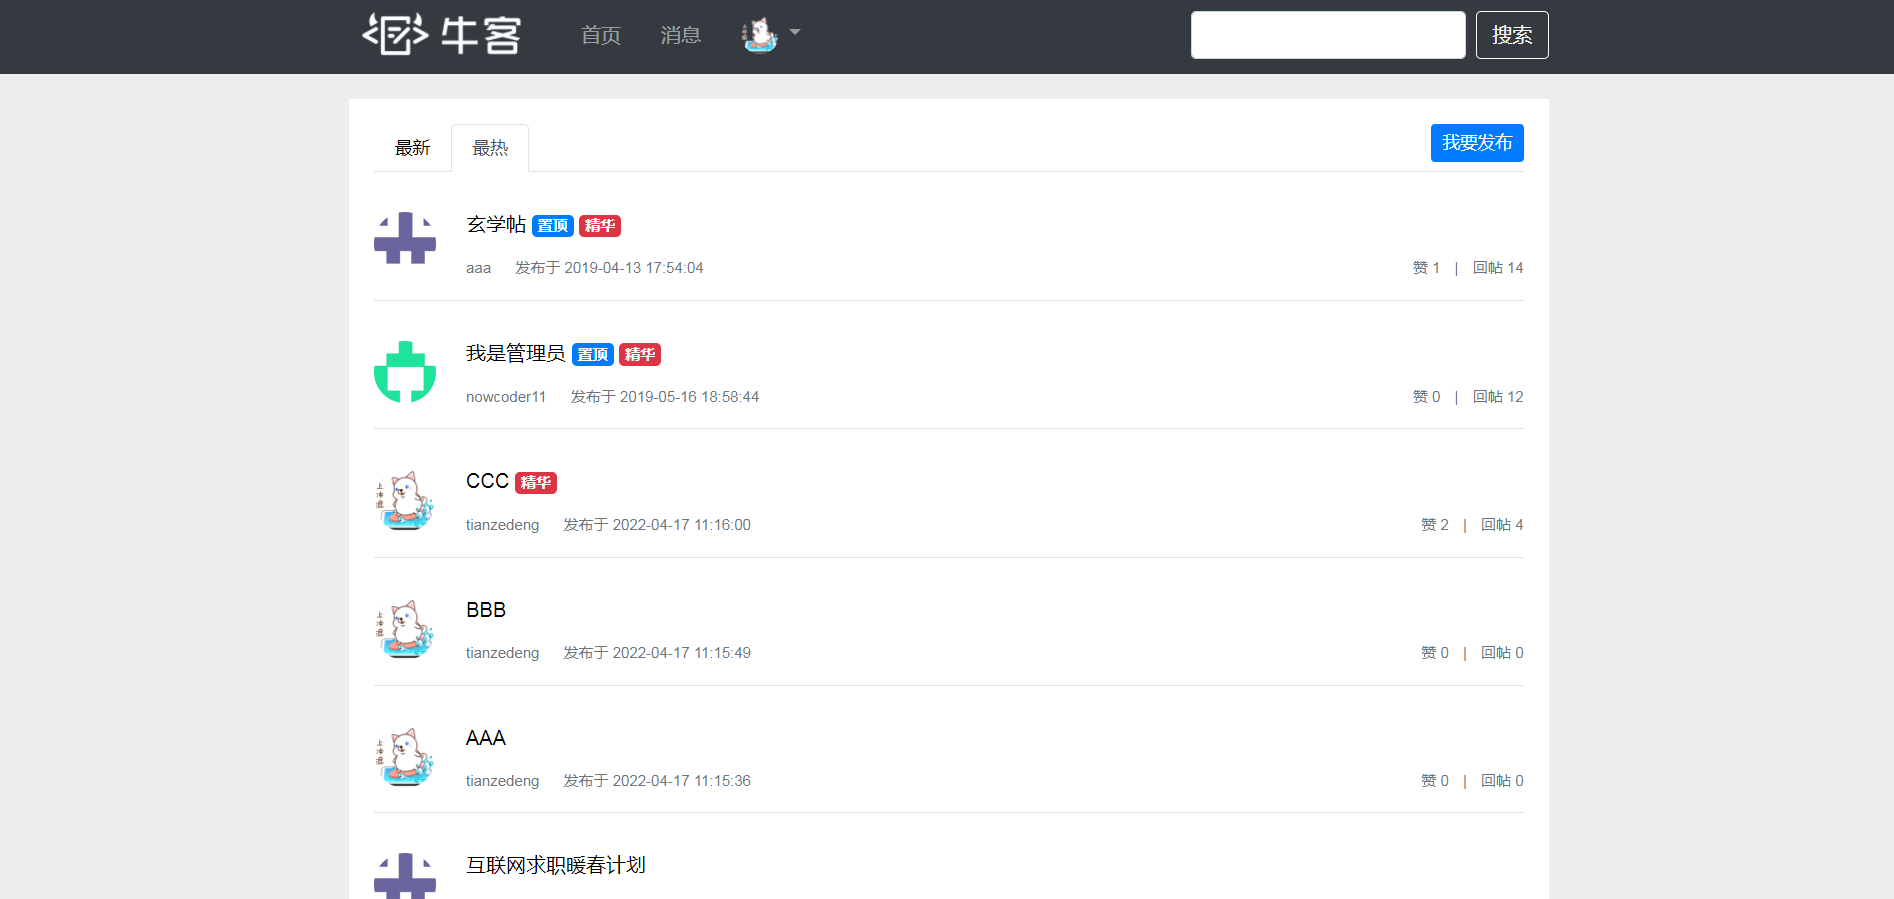 牛客 首页 消息 搜索
最新 最热 我要发布
玄学帖 置顶 精华
aaa 发布于 2019-04-13 17:54:04 赞 1 | 回帖 14
我是管理员 置顶 精华
nowcoder11 发布于 2019-05-16 18:58:44 赞 0 | 回帖 12
CCC 精华
tianzedeng 发布于 2022-04-17 11:16:00 赞 2 | 回帖 4
BBB
tianzedeng 发布于 2022-04-17 11:15:49 赞 0 | 回帖 0
AAA
tianzedeng 发布于 2022-04-17 11:15:36 赞 0 | 回帖 0
互联网求职暖春计划